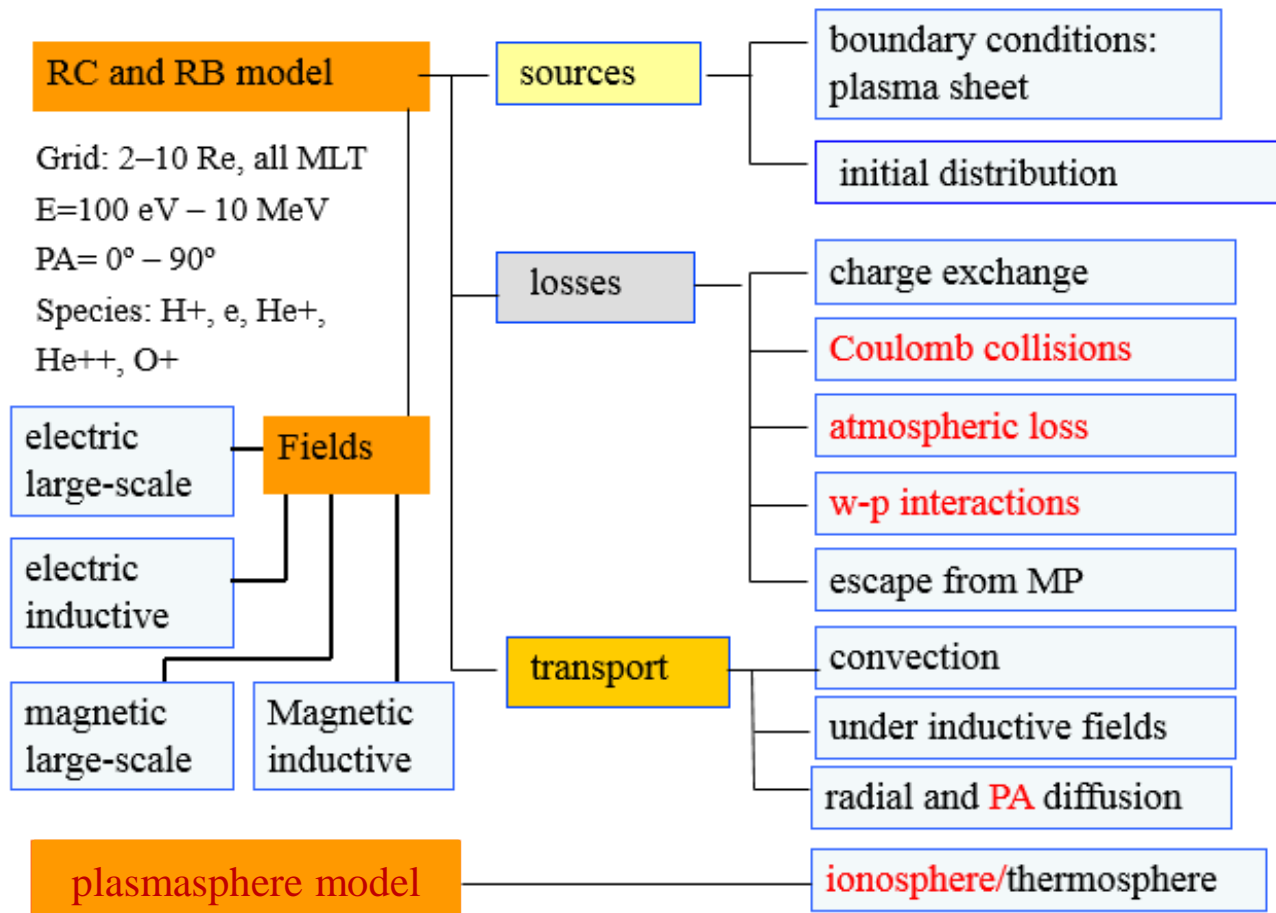 RC and RB model
Grid: 2–10 Re, all MLT
E=100 eV – 10 MeV
PA= 0º – 90º
Species: H+, e, He+,
He++, O+
Fields
electric
large-scale
electric
inductive
magnetic
large-scale
Magnetic
inductive
sources
boundary conditions:
plasma sheet
initial distribution
losses
charge exchange
Coulomb collisions
atmospheric loss
w-p interactions
escape from MP
transport
convection
under inductive fields
radial and PA diffusion
plasmasphere model
ionosphere/thermosphere